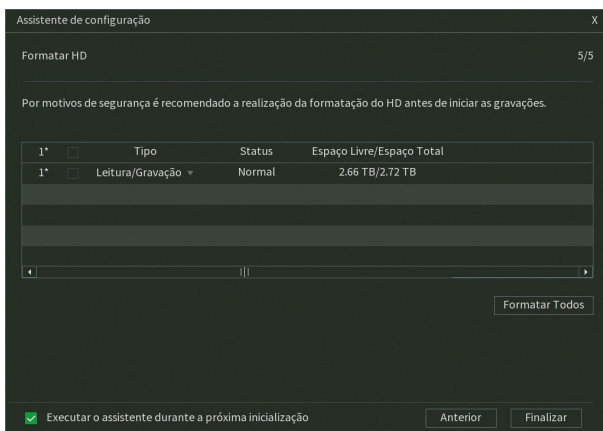 Assistente de configuração X
Formatar HD 5/5
Por motivos de segurança é recomendado a realização da formatação do HD antes de iniciar as gravações.
1* Tipo Status Espaço Livre/Espaço Total
1* Leitura/Gravação Normal 2.66 TB/2.72 TB
Formatar Todos
Executar o assistente durante a próxima inicialização Anterior Finalizar